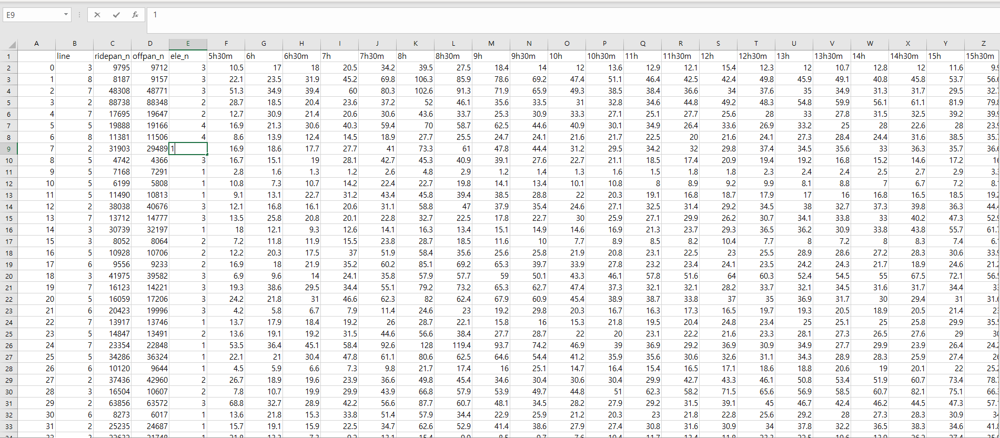 E9 fx 1
A B C D E F G H I J K L M N O P Q R S T U V W X Y Z
1 line ridepan_n offpan_n ele_n 5h30m 6h 6h30m 7h 7h30m 8h 8h30m 9h 9h30m 10h 10h30m 11h 11h30m 12h 12h30m 13h 13h30m 14h 14h30m 15h 15h30m
2 0 3 9795 9712 3 10.5 17 18 20.5 34.2 39.5 27.5 18.4 14 12 13.6 12.9 12.1 15.4 12.3 12 10.7 12.8 12 11.6
3 1 8 8187 9157 3 22.1 23.5 31.9 45.2 69.8 106.3 85.9 78.6 69.2 47.4 51.1 46.4 42.5 42.4 49.8 45.9 49.1 40.8 45.8 53.7
4 2 7 48308 48771 3 51.3 34.9 39.4 60 80.3 102.6 91.3 71.9 65.9 49.3 38.5 38.4 36.6 34 37.6 35 34.9 31.3 31.7 29.5
5 3 2 88738 88348 2 28.7 18.5 20.4 23.6 37.2 52 46.1 35.6 33.5 31 32.8 34.6 44.8 49.2 48.3 54.8 59.9 56.1 61.1 81.9
6 4 7 17695 19647 2 12.7 30.9 21.4 20.6 30.6 43.6 33.7 25.3 30.9 33.3 27.1 25.1 27.7 25.6 28 33 27.8 31.5 32.5 39.2
7 5 5 19888 19166 4 16.9 21.3 30.6 40.3 59.4 70 58.7 62.5 44.6 40.9 30.1 34.9 26.4 33.6 26.9 33.2 25 28 22.6 28
8 6 8 11381 11506 4 8.6 13.9 12.4 14.5 18.9 27.7 25.5 24.7 24.1 21.6 21.7 22.5 20 21.6 24.1 27.3 28.4 24.4 31.6 38.5
9 7 2 31903 29489 1 16.9 18.6 17.7 27.7 41 73.3 61 47.8 44.4 31.2 29.5 34.2 32 29.8 37.4 34.5 35.6 33 36.3 35.7
10 8 5 4742 4366 3 16.7 15.1 19 28.1 42.7 45.3 40.9 39.1 27.6 22.7 21.1 18.5 17.4 20.9 19.4 19.2 16.8 15.2 14.6 17.2
11 9 5 7168 7291 1 2.8 1.6 1.3 1.2 2.6 4.8 2.9 1.2 1.4 1.3 1.6 1.5 1.8 1.8 2.3 2.4 2.4 2.5 2.7 2.9
12 10 5 6199 5808 1 10.8 7.3 10.7 14.2 22.4 22.7 19.8 14.1 13.4 10.1 10.8 8 8.9 9.2 9.9 8.1 8.8 7 6.7 7.2
13 11 5 11490 10813 1 9.1 13.1 22.7 31.2 43.4 45.8 39.4 38.5 28.8 22 20.3 19.1 16.8 18.7 17.9 17 16 16.8 16.5 18.5
14 12 2 38038 40676 3 12.1 16.8 16.1 20.6 31.1 58.8 47 37.9 35.4 24.6 27.1 32.5 31.4 29.2 34.5 38 32.7 37.3 39.8 36.3
15 13 7 13712 14777 3 13.5 25.8 20.8 20.1 22.8 32.7 22.5 17.8 22.7 30 25.9 27.1 29.9 26.2 30.7 34.1 33.8 33 40.2 47.3
16 14 3 30739 32197 1 18 12.1 9.3 12.6 14.1 16.3 13.4 15.1 14.9 14.6 16.9 21.3 23.7 29.3 36.5 36.2 30.9 33.8 43.8 55.7
17 15 3 8052 8064 2 7.2 11.8 11.9 15.5 23.8 28.7 18.5 11.6 10 7.7 8.9 8.5 8.2 10.4 7.7 8 7.2 8 8.3 7.4
18 16 5 10928 10706 2 12.2 20.3 17.5 37 51.9 58.4 35.6 25.6 25.8 21.9 20.8 23.1 22.5 23 25.5 28.9 28.6 27.2 28.3 30.6
19 17 6 9556 9233 2 16.9 18 21.9 35.2 60.2 85.1 69.2 65.3 39.7 33.9 27.8 23.2 23.4 24.1 23.5 24.2 24.3 21.7 18.9 24.6
20 18 3 41975 39582 3 6.9 9.6 14 24.1 35.8 57.9 57.7 59 50.1 43.3 46.1 57.8 51.6 64 60.3 52.4 54.5 55 67.5 72.1
21 19 7 16123 14221 3 19.3 38.6 29.5 34.4 55.1 79.2 73.2 65.3 62.7 47.4 37.3 32.1 32.1 28.2 33.7 32.1 34.5 31.6 31.7 34.4
22 20 5 16059 17206 3 24.2 21.8 31 46.6 62.3 82 62.4 67.9 60.9 45.4 38.9 38.7 33.8 37 35 36.9 31.7 30 29.4 31
23 21 6 20423 19996 3 4.2 5.8 6.7 7.9 11.4 24.6 23 19.2 29.8 20.3 16.7 16.3 17.3 16.5 19.7 19.3 20.5 18.9 20.5 21.4
24 22 7 13917 13746 1 13.7 17.9 18.4 19.2 26 28.7 22.1 15.8 16 15.3 21.8 19.5 20.4 24.8 23.4 25 25.1 25 25.8 29.9
25 23 5 14847 13491 2 13.6 19.1 19.2 31.5 44.6 56.6 38.4 27.7 28.7 22 20 23.1 22.2 21.6 23.3 28.1 27.3 26.5 27.6 29
26 24 7 23354 22848 1 53.5 36.4 45.1 58.4 92.6 128 119.4 93.7 74.2 46.9 39 36.9 29.2 36.9 30.9 34.9 27.7 29.9 23.9 26.4
27 25 5 34286 36324 1 22.1 21 30.4 47.8 61.1 80.6 62.5 64.6 54.4 41.2 35.9 35.6 30.6 32.6 31.1 34.3 28.9 28.3 25.9 27.4
28 26 6 10120 9644 1 4.5 5.9 6.6 7.3 9.8 21.7 17.4 16 25.1 14.7 16.4 15.4 16.5 17.1 18.6 18.8 20.6 19 20.1 22
29 27 2 37436 42960 2 26.7 18.9 19.6 23.9 36.6 49.8 45.4 34.6 30.4 30.6 30.4 29.9 42.7 43.3 46.1 50.8 53.4 51.9 60.7 73.4
30 28 3 16504 10607 2 7.8 10.7 19.9 29.9 43.9 66.8 57.9 53.9 49.7 44.8 51 62.3 58.2 71.5 65.6 56.9 58.5 60.7 82.1 75.1
31 29 2 63856 63572 3 68.8 32.7 28.9 42.2 56.6 87.7 60.7 48.1 34.5 28.2 27.9 29.2 31.5 39.1 45 46.7 42.4 46.2 44.5 47.3
32 30 6 8273 6017 1 13.6 21.8 15.3 33.8 51.4 57.9 34.4 22.9 25.9 21.2 20.3 23 21.8 22.8 25.6 29.2 28 27.3 28.3 30.9
33 31 2 25235 24687 1 15.7 19.1 15.9 22.5 34.7 62.6 52.9 41.4 38.6 27.9 27.4 30.8 31.6 30.9 34 37.8 32.2 36.5 38.3 34.6